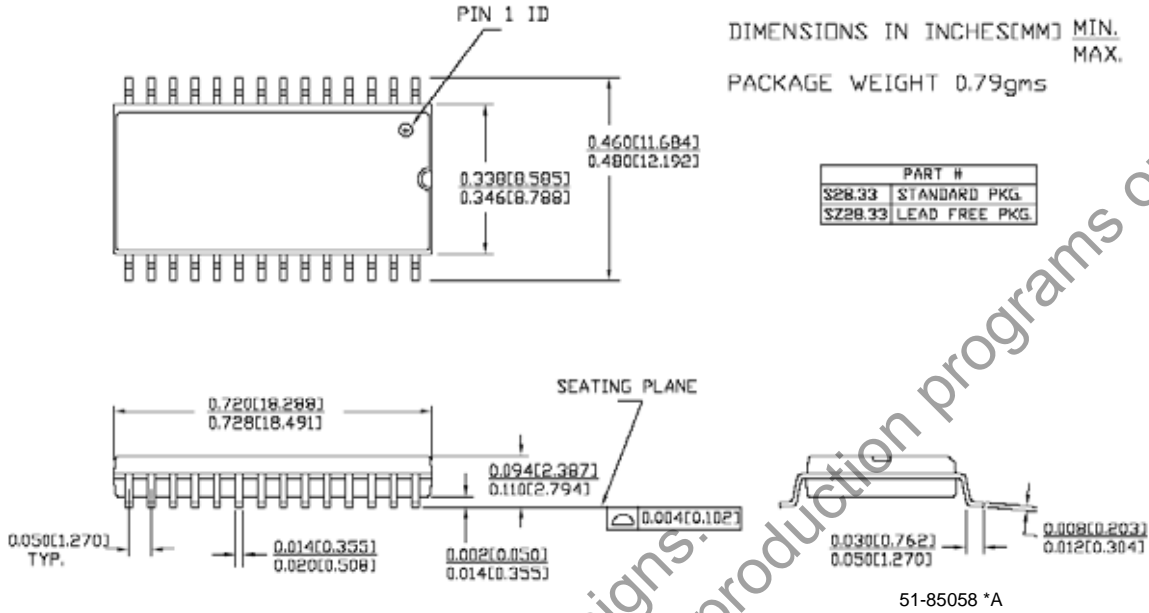 PIN 1 ID
DIMENSIONS IN INCHES[MM] MIN.
MAX.
PACKAGE WEIGHT 0.79gms
0.460[11.684]
0.480[12.192]
0.338[8.585]
0.346[8.788]
PART #
S28.33 STANDARD PKG.
SZ28.33 LEAD FREE PKG.
SEATING PLANE
0.720[18.288]
0.728[18.491]
0.094[2.387]
0.110[2.794]
0.004[0.102]
0.050[1.270]
TYP.
0.014[0.355]
0.020[0.508]
0.002[0.050]
0.014[0.355]
0.030[0.762]
0.050[1.270]
0.008[0.203]
0.012[0.304]
51-85058 *A
igns.
production programs o